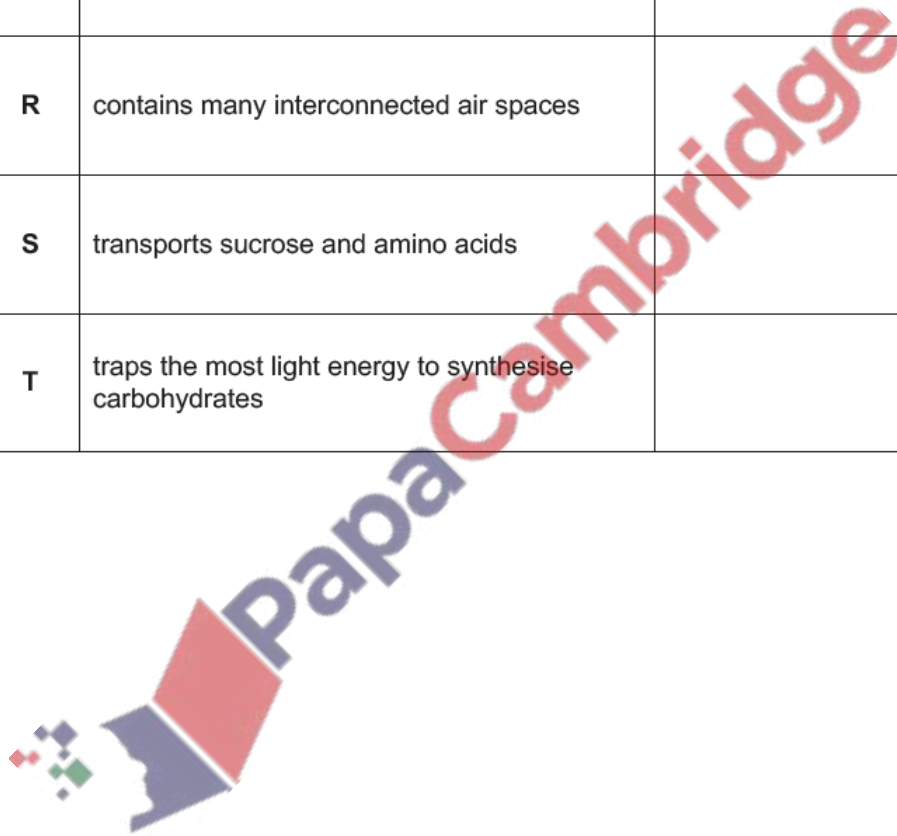 R contains many interconnected air spaces
S transports sucrose and amino acids
T traps the most light energy to synthesise
carbohydrates
PapaCambridge